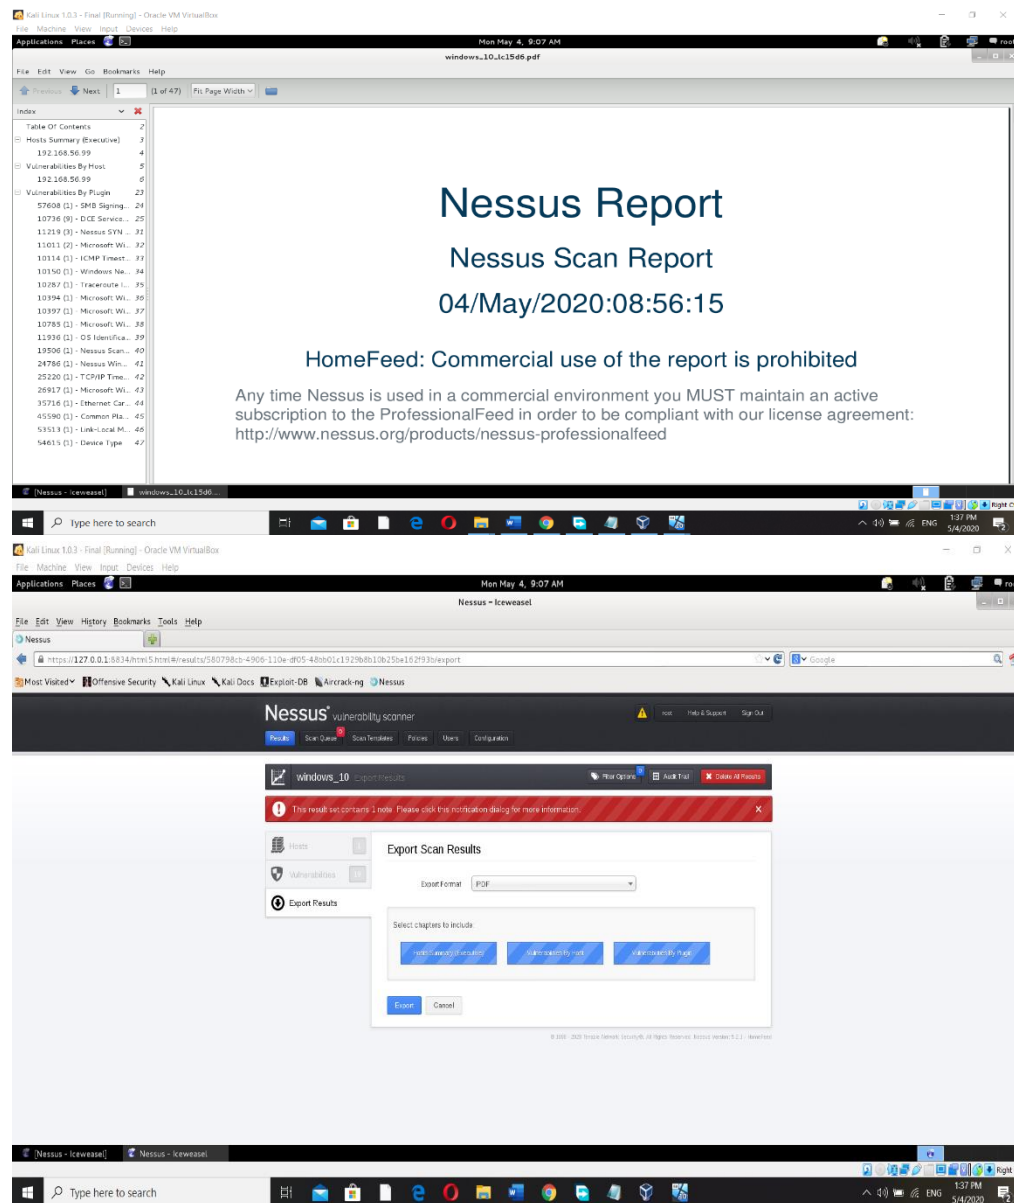 Kali Linux 1.0.3 - Final [Running] - Oracle VM VirtualBox
File Machine View Input Devices Help
Applications Places Mon May 4, 9:07 AM root
windows_10_lc15d6.pdf
File Edit View Go Bookmarks Help
Previous Next 1 (1 of 47) Fit Page Width
Index
Table Of Contents 2
Hosts Summary (Executive) 3
192.168.56.99 4
Vulnerabilities By Host 5
192.168.56.99 6
Vulnerabilities By Plugin 23
57608 (1) - SMB Signing... 24
10736 (9) - DCE Service... 25
11219 (3) - Nessus SYN ... 31
11011 (2) - Microsoft Wi... 32
10114 (1) - ICMP Timest... 33
10150 (1) - Windows Ne... 34
10287 (1) - Traceroute I... 35
10394 (1) - Microsoft Wi... 36
10397 (1) - Microsoft Wi... 37
10785 (1) - Microsoft Wi... 38
11936 (1) - OS Identifica... 39
19506 (1) - Nessus Scan... 40
24786 (1) - Nessus Win... 41
25220 (1) - TCP/IP Time... 42
26917 (1) - Microsoft Wi... 43
35716 (1) - Ethernet Car... 44
45590 (1) - Common Pla... 45
53513 (1) - Link-Local M... 46
54615 (1) - Device Type 47
Nessus Report
Nessus Scan Report
04/May/2020:08:56:15
HomeFeed: Commercial use of the report is prohibited
Any time Nessus is used in a commercial environment you MUST maintain an active
subscription to the ProfessionalFeed in order to be compliant with our license agreement:
http://www.nessus.org/products/nessus-professionalfeed
[Nessus - Iceweasel] windows_10_lc15d6....
Right C
Type here to search ENG 1:37 PM
5/4/2020
Kali Linux 1.0.3 - Final [Running] - Oracle VM VirtualBox
File Machine View Input Devices Help
Applications Places Mon May 4, 9:07 AM ro
Nessus - Iceweasel
File Edit View History Bookmarks Tools Help
Nessus
https://127.0.0.1:8834/html5.html#/results/580798cb-4906-110e-df05-48bb01c1929b8b10b25be162f93b/export Google
Most Visited Offensive Security Kali Linux Kali Docs Exploit-DB Aircrack-ng Nessus
Nessus vulnerability scanner root Help & Support Sign Out
Results Scan Queue 0 Scan Templates Policies Users Configuration
windows_10 Export Results Filter Options 0 Audit Trail Delete All Results
This result set contains 1 note. Please click this notification dialog for more information. X
Hosts
Vulnerabilities
Export Results
Export Scan Results
Export Format PDF
Select chapters to include:
Hosts Summary (Executive) Vulnerabilities By Host Vulnerabilities By Plugin
Export Cancel
[Nessus - Iceweasel] Nessus - Iceweasel
Right
Type here to search ENG 1:37 PM
5/4/2020